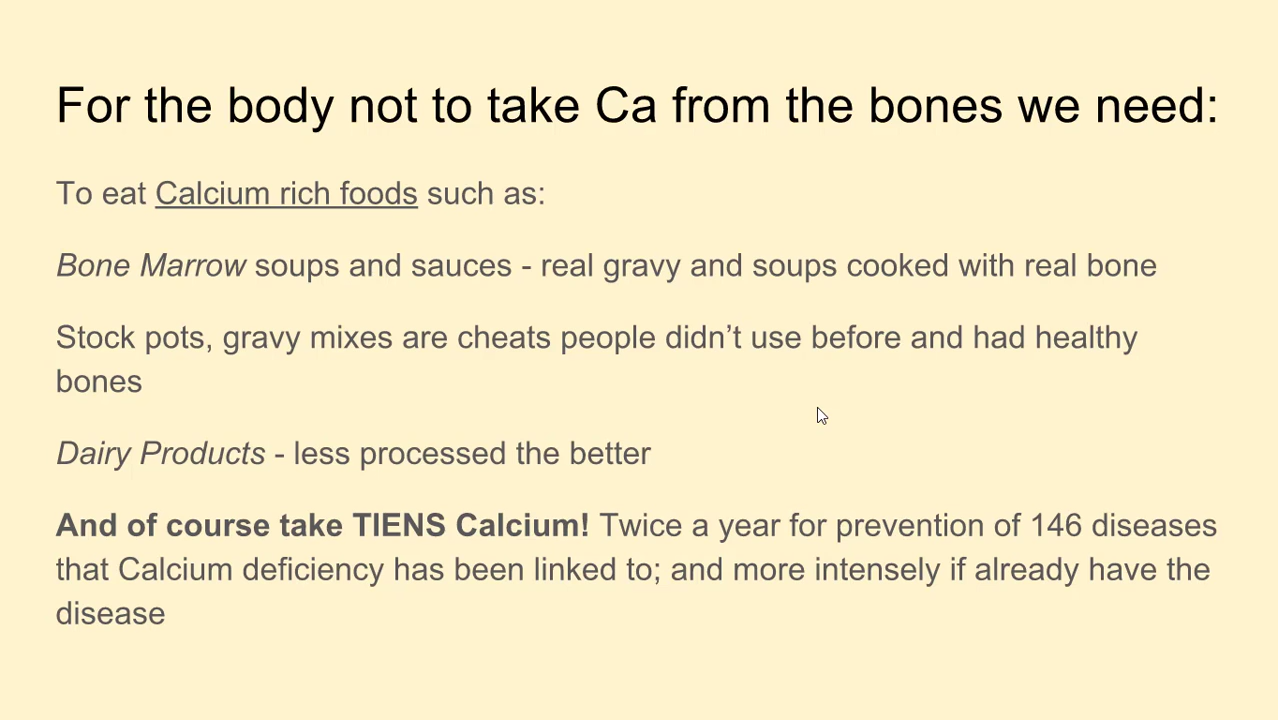 For the body not to take Ca from the bones we need:
To eat Calcium rich foods such as:
Bone Marrow soups and sauces - real gravy and soups cooked with real bone
Stock pots, gravy mixes are cheats people didn’t use before and had healthy
bones
Dairy Products - less processed the better
And of course take TIENS Calcium! Twice a year for prevention of 146 diseases
that Calcium deficiency has been linked to; and more intensely if already have the
disease